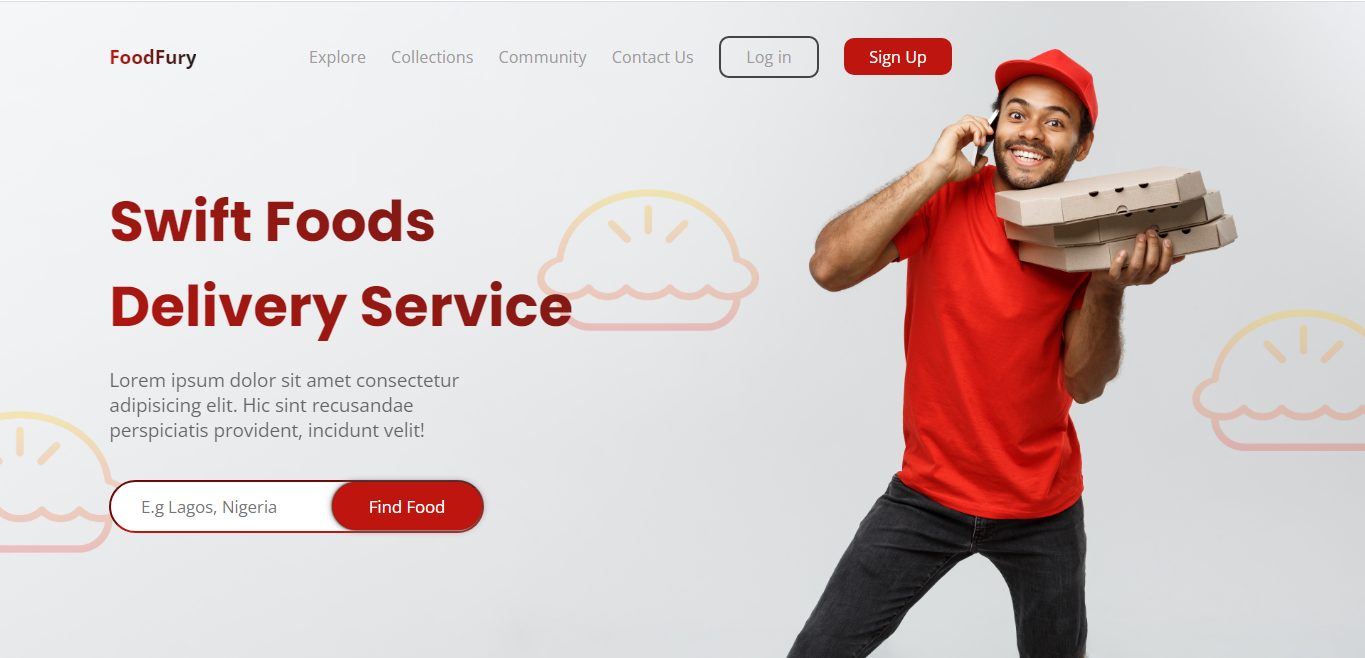 FoodFury
Explore
Collections
Community
Contact Us
Log in
Sign Up
Swift Foods
Delivery Service
Lorem ipsum dolor sit amet consectetur
adipisicing elit. Hic sint recusandae
perspiciatis provident, incidunt velit!
E.g Lagos, Nigeria
Find Food